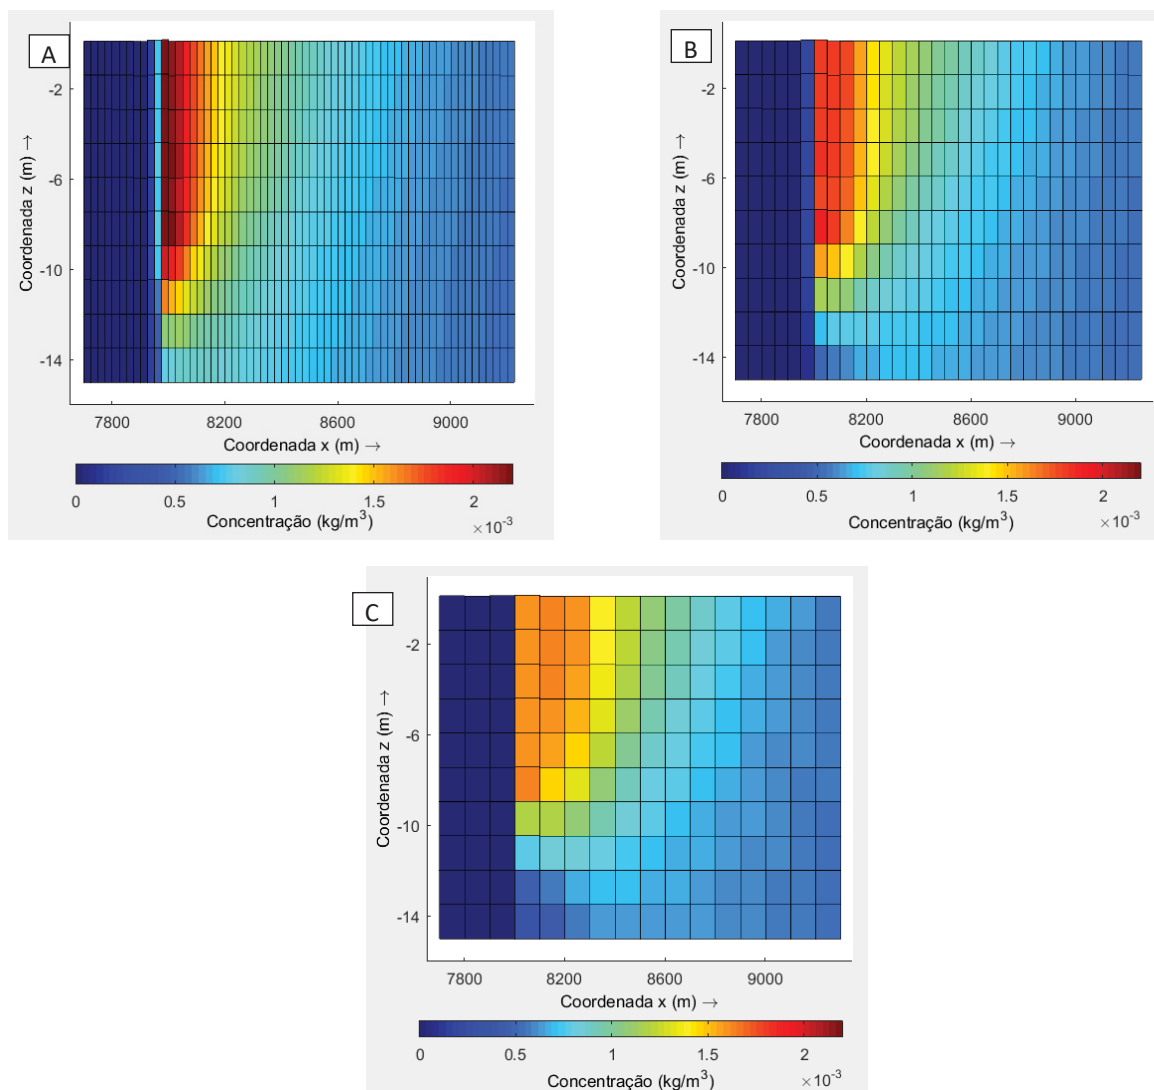 A
-2
-6
-10
-14
Coordenada z (m) →
7800 8200 8600 9000
Coordenada x (m) →
0 0.5 1 1.5 2
Concentração (kg/m³) ×10⁻³
B
-2
-6
-10
-14
Coordenada z (m) →
7800 8200 8600 9000
Coordenada x (m) →
0 0.5 1 1.5 2
Concentração (kg/m³) ×10⁻³
C
-2
-6
-10
-14
Coordenada z (m) →
7800 8200 8600 9000
Coordenada x (m) →
0 0.5 1 1.5 2
Concentração (kg/m³) ×10⁻³